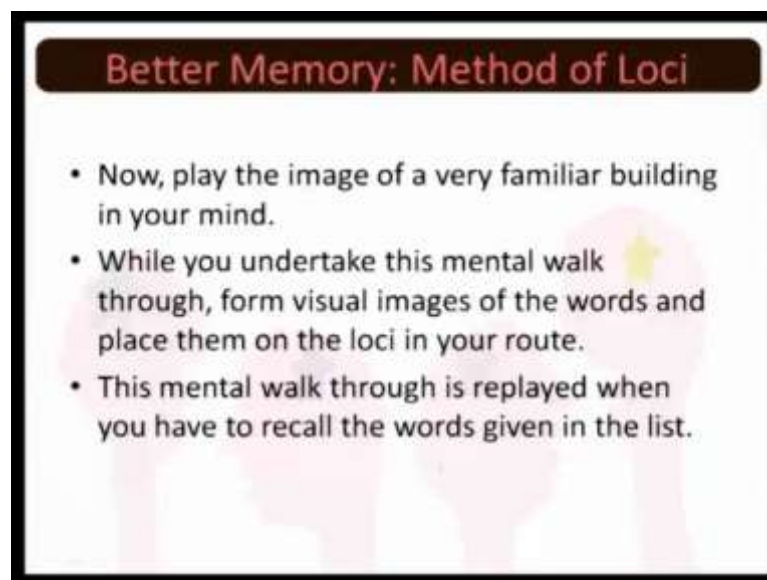 Better Memory: Method of Loci
• Now, play the image of a very familiar building
in your mind.
• While you undertake this mental walk
through, form visual images of the words and
place them on the loci in your route.
• This mental walk through is replayed when
you have to recall the words given in the list.